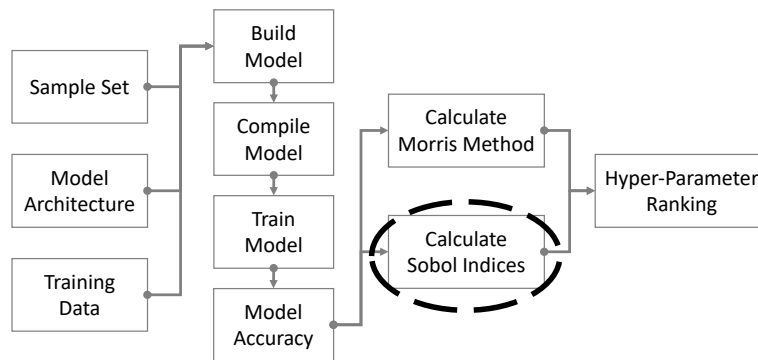 Sample Set
Model
Architecture
Training
Data
Build
Model
Compile
Model
Train
Model
Model
Accuracy
Calculate
Morris Method
Calculate
Sobol Indices
Hyper-Parameter
Ranking